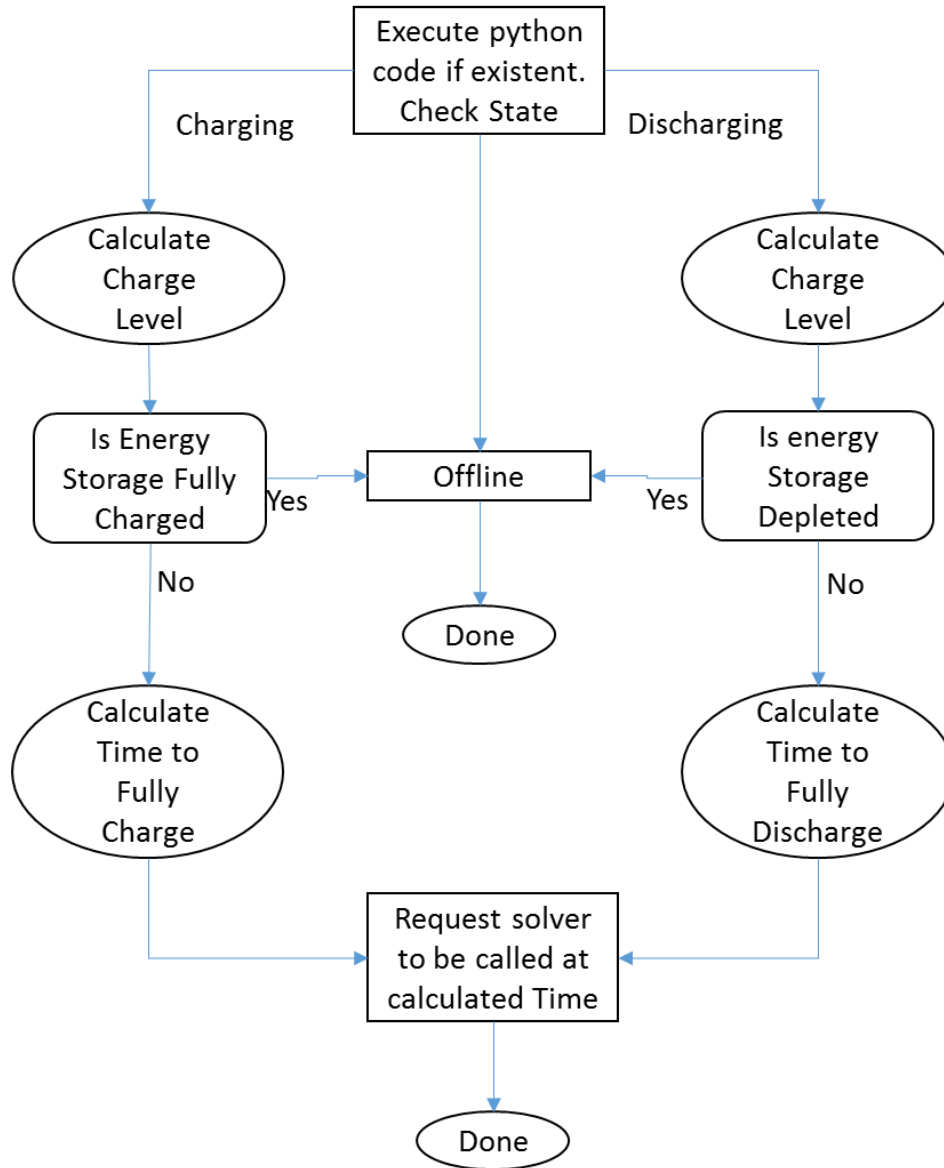 Execute python
code if existent.
Check State
Charging
Discharging
Calculate
Charge
Level
Calculate
Charge
Level
Is Energy
Storage Fully
Charged
Yes
Offline
Yes
Is energy
Storage
Depleted
No
Done
No
Calculate
Time to
Fully
Charge
Calculate
Time to
Fully
Discharge
Request solver
to be called at
calculated Time
Done